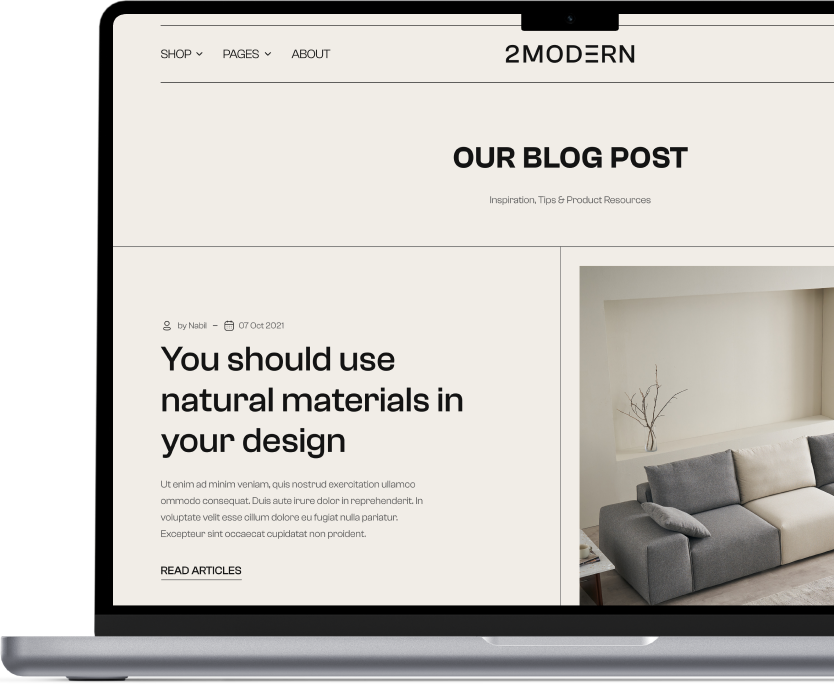 SHOP PAGES ABOUT 2MODERN
OUR BLOG POST
Inspiration, Tips & Product Resources
by Nabil – 07 Oct 2021
You should use
natural materials in
your design
Ut enim ad minim veniam, quis nostrud exercitation ullamco
ommodo consequat. Duis aute irure dolor in reprehenderit. In
voluptate velit esse cillum dolore eu fugiat nulla pariatur.
Excepteur sint occaecat cupidatat non proident.
READ ARTICLES